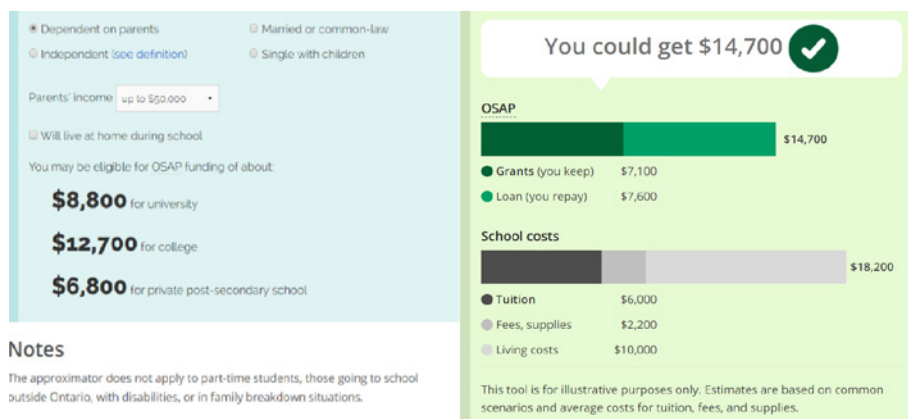 Dependent on parents
Married or common-law
Independent (see definition)
Single with children
Parents' income up to $50,000
Will live at home during school
You may be eligible for OSAP funding of about:
$8,800 for university
$12,700 for college
$6,800 for private post-secondary school
Notes
The approximator does not apply to part-time students, those going to school
outside Ontario, with disabilities, or in family breakdown situations.
You could get $14,700
OSAP
$14,700
Grants (you keep) $7,100
Loan (you repay) $7,600
School costs
$18,200
Tuition $6,000
Fees, supplies $2,200
Living costs $10,000
This tool is for illustrative purposes only. Estimates are based on common
scenarios and average costs for tuition, fees, and supplies.